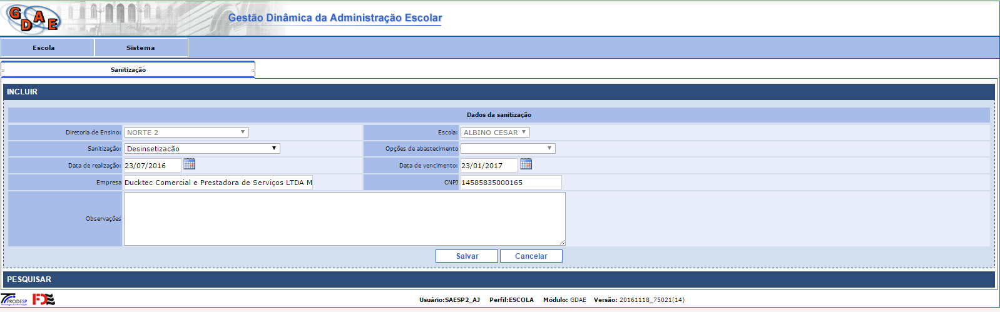 GDAE
Gestão Dinâmica da Administração Escolar
Escola Sistema
Sanitização
INCLUIR
Dados da sanitização
Diretoria de Ensino: NORTE 2 Escola: ALBINO CESAR
Sanitização: Desinsetizacão Opções de abastecimento
Data de realização: 23/07/2016 Data de vencimento: 23/01/2017
Empresa Ducktec Comercial e Prestadora de Serviços LTDA M CNPJ 14585835000165
Observações
Salvar Cancelar
PESQUISAR
PRODESP FDE Usuário:SAESP2_AJ Perfil:ESCOLA Módulo: GDAE Versão: 20161118_75021(14)